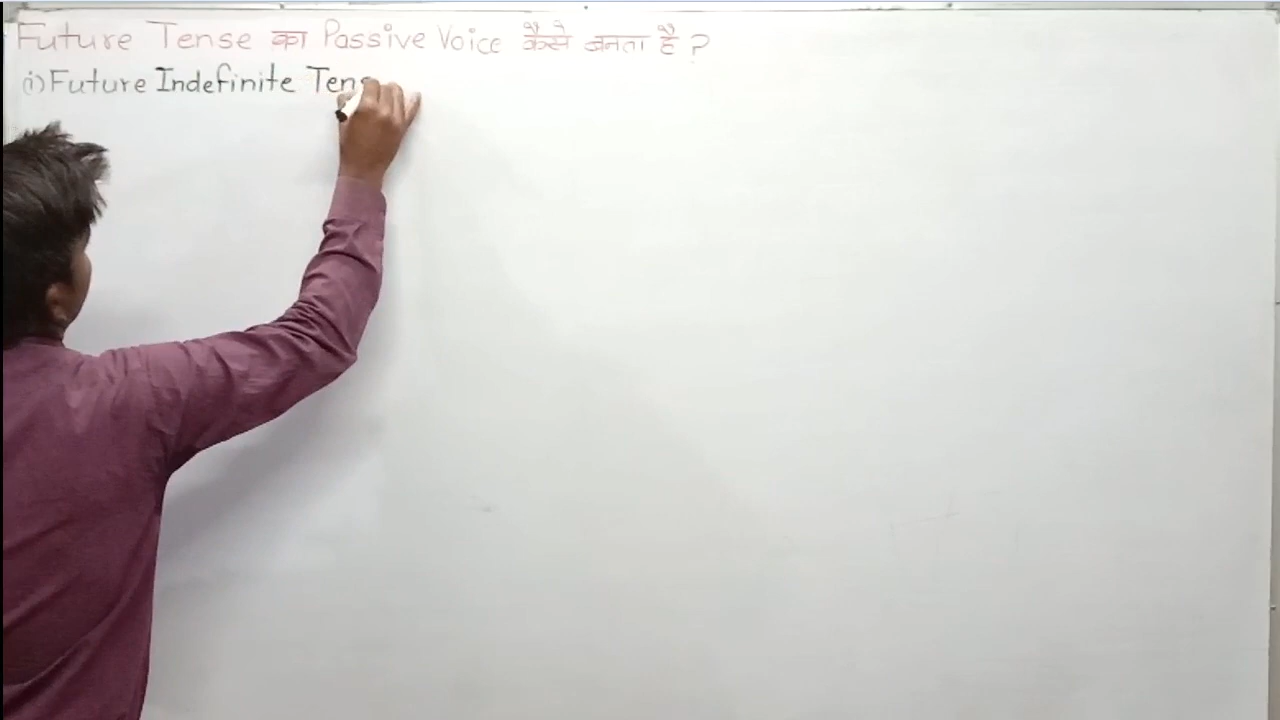 Future Tense का Passive Voice कैसे बनता है ?
(i) Future Indefinite Tens